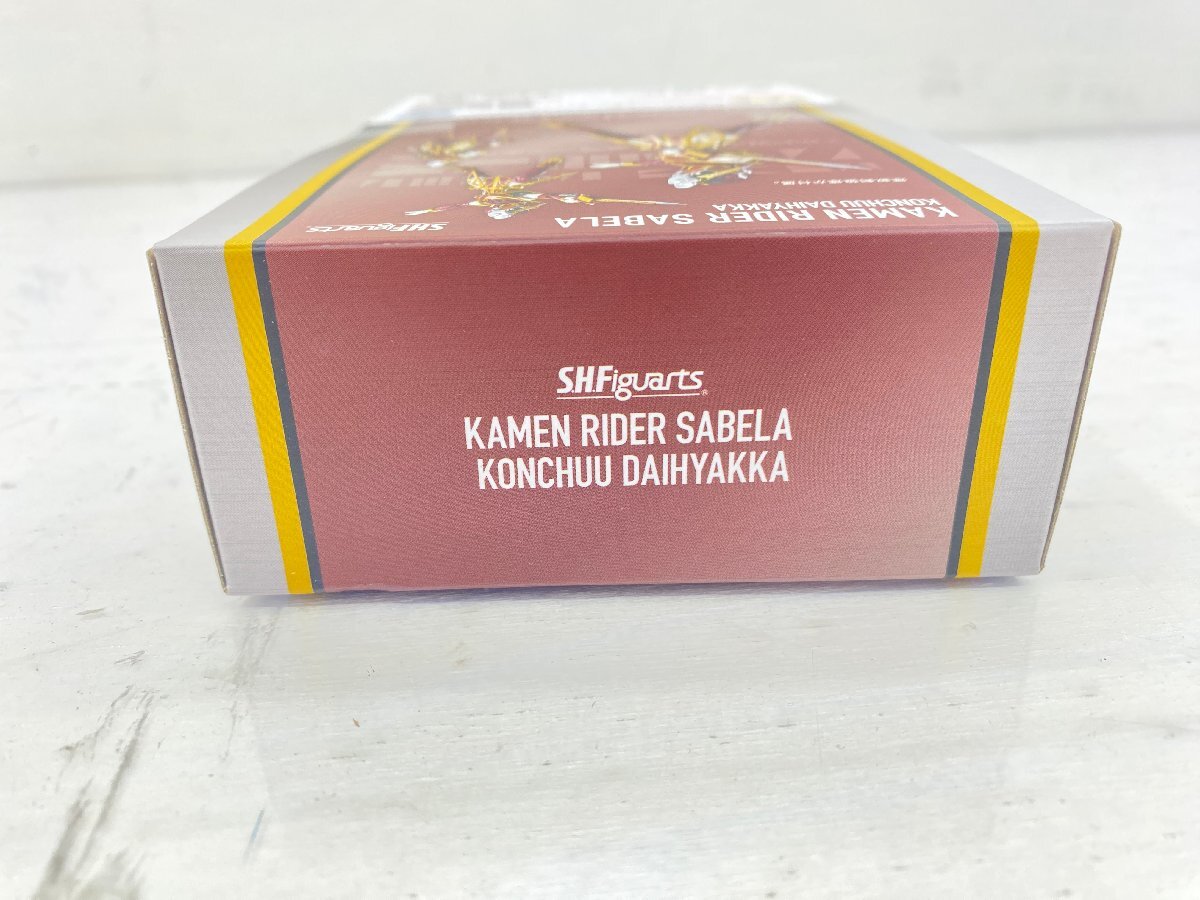 KAMEN RIDER SABELA
KONCHUU DAIHYAKKA
S.H.Figuarts
S.H.Figuarts
KAMEN RIDER SABELA
KONCHUU DAIHYAKKA